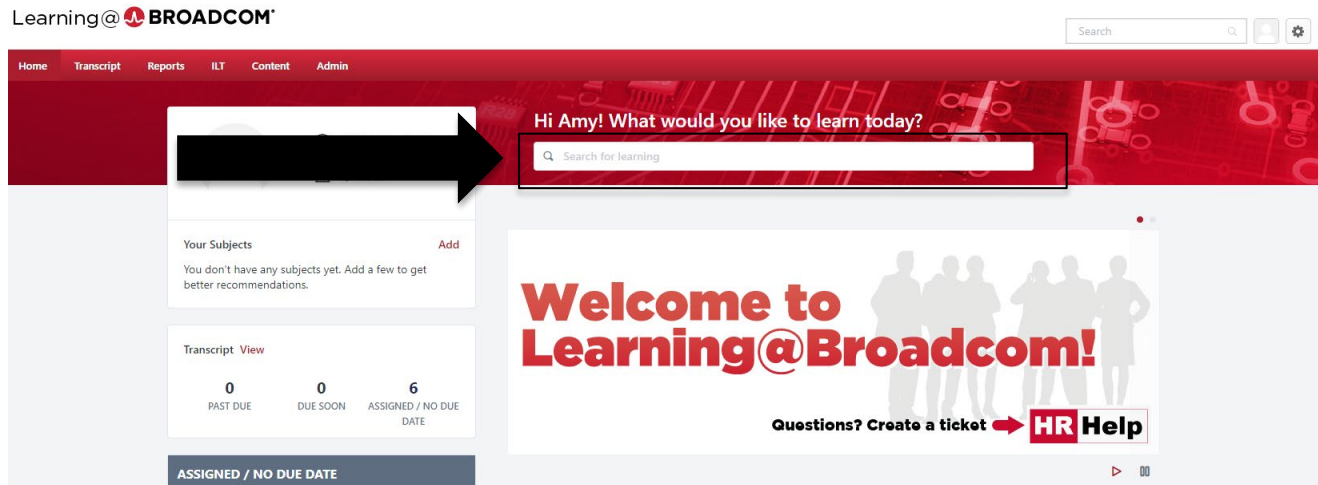 Learning@ BROADCOM
Search
Home Transcript Reports ILT Content Admin
Hi Amy! What would you like to learn today?
Search for learning
Your Subjects Add
You don't have any subjects yet. Add a few to get
better recommendations.
Welcome to
Learning@Broadcom!
Questions? Create a ticket HR Help
Transcript View
0 0 6
PAST DUE DUE SOON ASSIGNED / NO DUE
DATE
ASSIGNED / NO DUE DATE